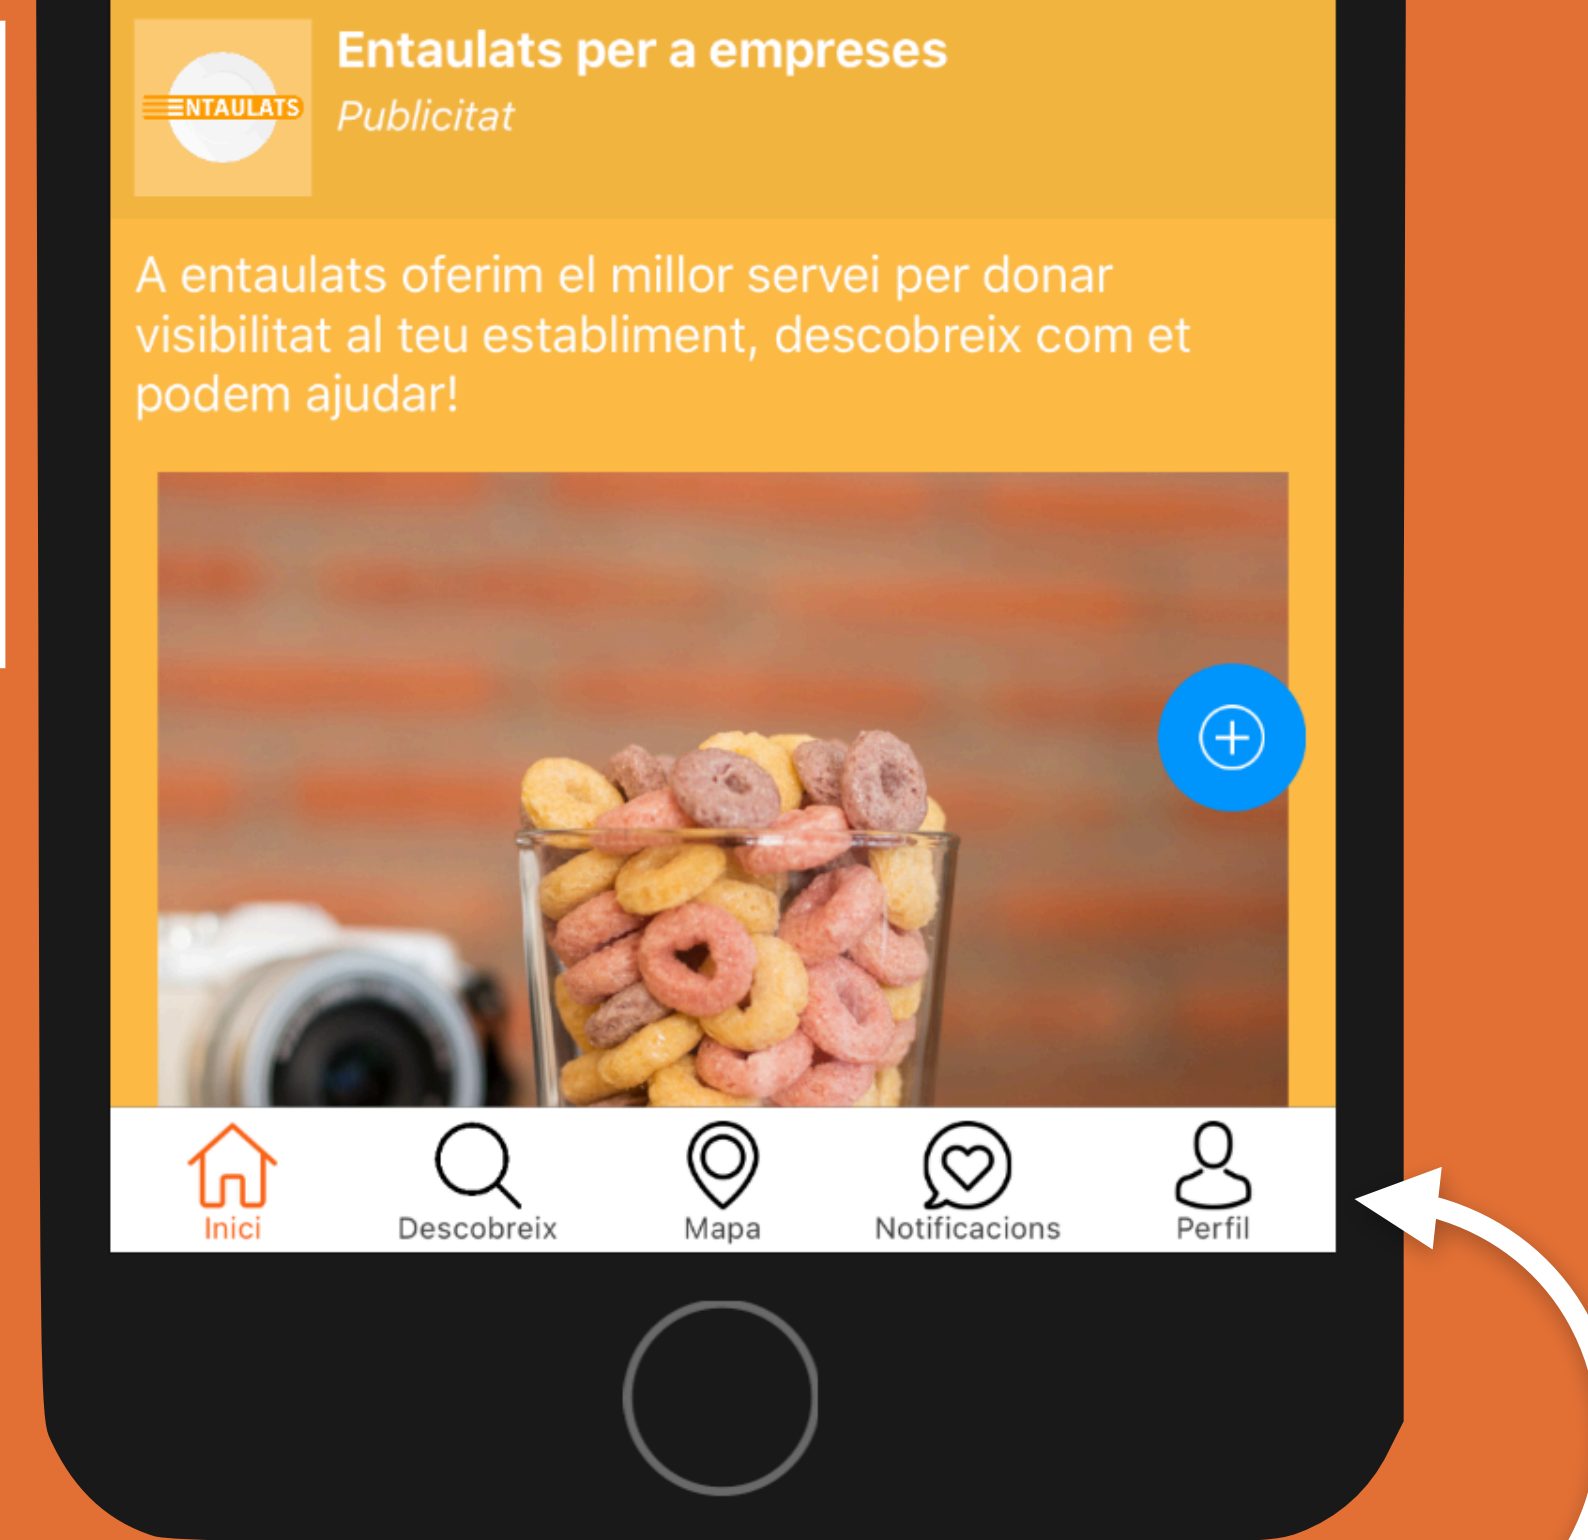 Entaulats per a empreses
ENTAULATS
Publicitat
A entaulats oferim el millor servei per donar
visibilitat al teu establiment, descobreix com et
podem ajudar!
Inici
Descobreix
Mapa
Notificacions
Perfil